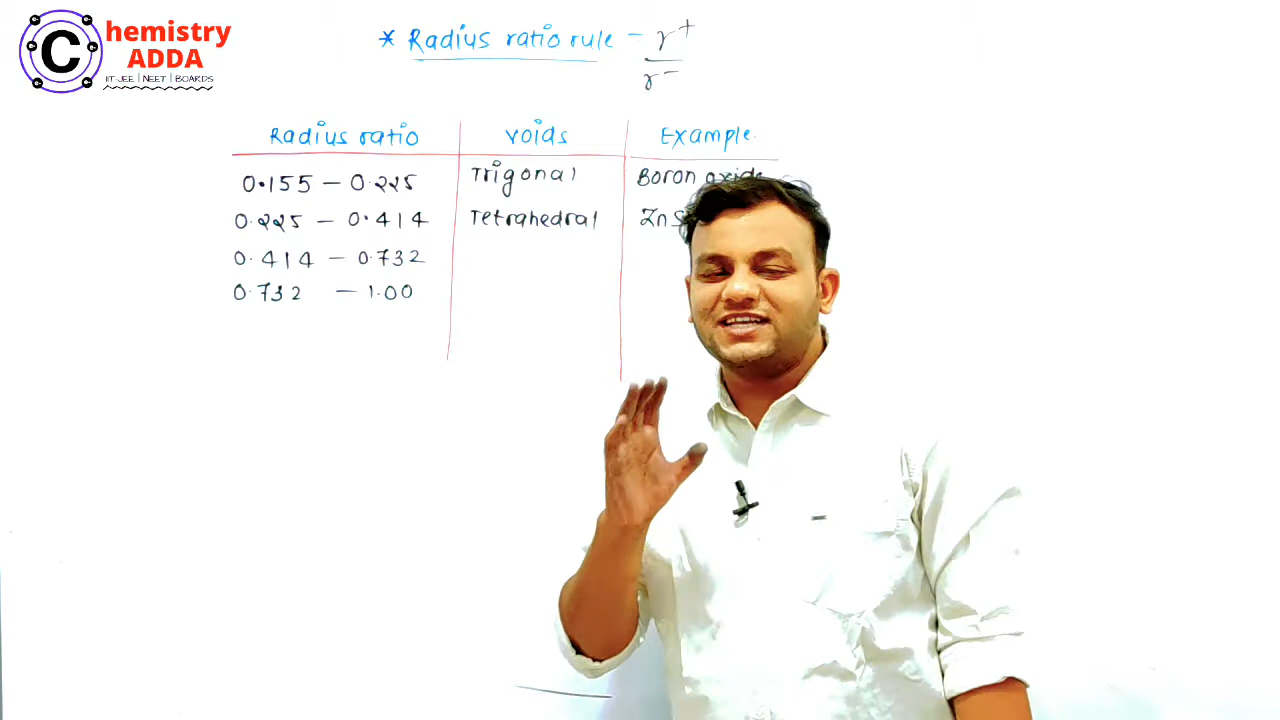 C
hemistry
ADDA
IIT-JEE | NEET | BOARDS
* Radius ratio rule - r⁺
r⁻
Radius ratio voids Example
0.155 - 0.225 Trigonal Boron oxide
0.225 - 0.414 Tetrahedral ZnS
0.414 - 0.732
0.732 - 1.00